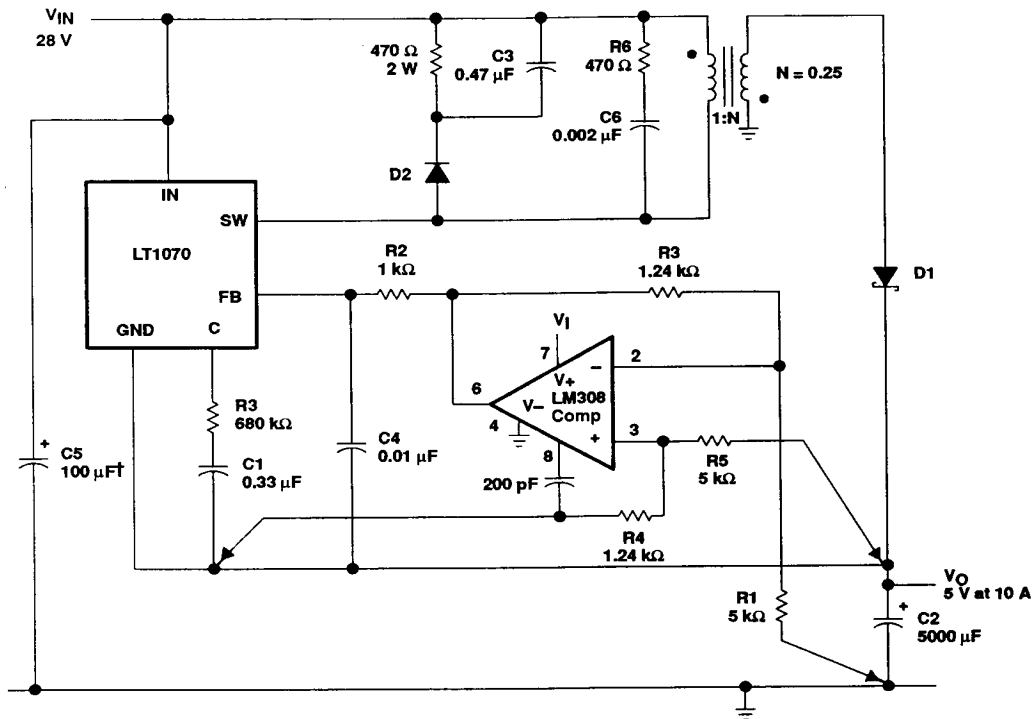 VIN
28 V
470 Ω
2 W
C3
0.47 μF
R6
470 Ω
C6
0.002 μF
N = 0.25
1:N
D2
IN
SW
LT1070
FB
GND
C
R2
1 kΩ
R3
1.24 kΩ
D1
VI
7
2
V+
6
V–
LM308
–
4
Comp
+
3
8
R3
680 kΩ
C5
+
100 μF†
C1
0.33 μF
C4
0.01 μF
200 pF
R5
5 kΩ
R4
1.24 kΩ
VO
5 V at 10 A
R1
5 kΩ
+
C2
5000 μF